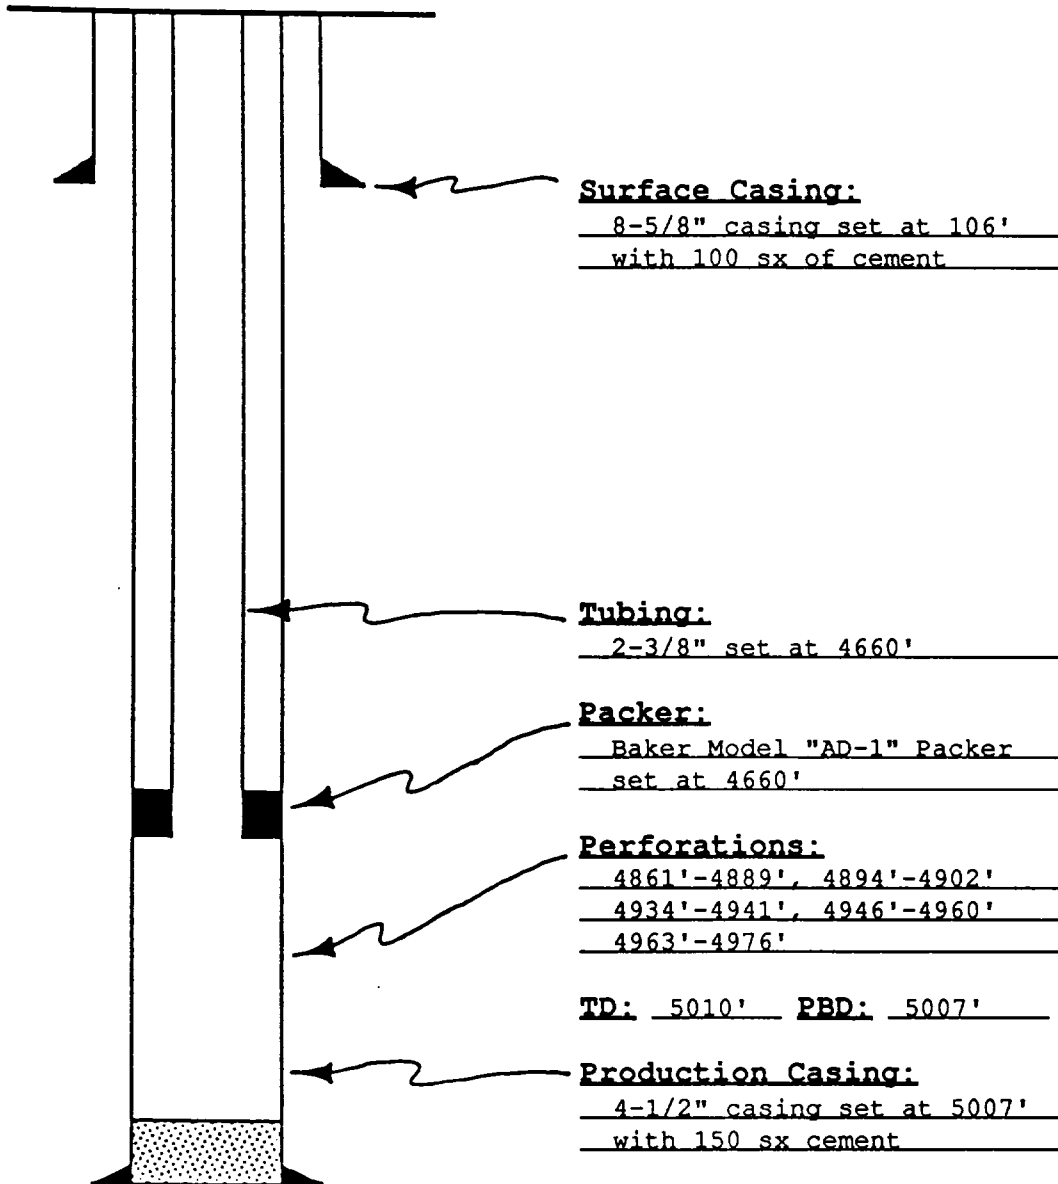 Surface Casing:
8-5/8" casing set at 106'
with 100 sx of cement
Tubing:
2-3/8" set at 4660'
Packer:
Baker Model "AD-1" Packer
set at 4660'
Perforations:
4861'-4889', 4894'-4902'
4934'-4941', 4946'-4960'
4963'-4976'
TD: 5010' PBD: 5007'
Production Casing:
4-1/2" casing set at 5007'
with 150 sx cement